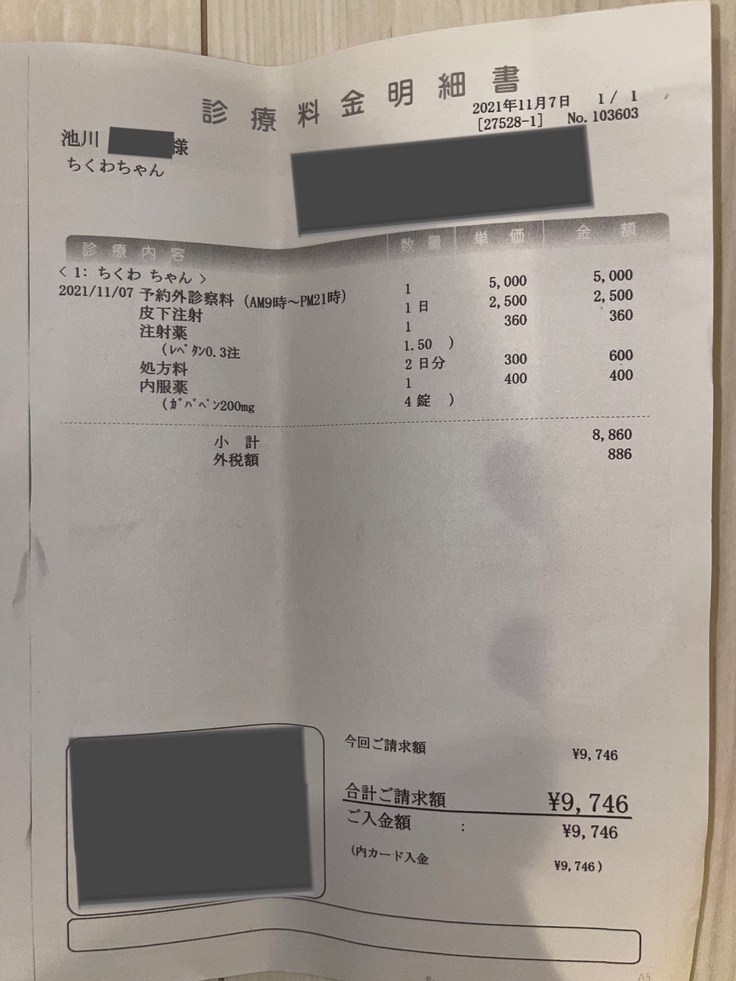 診療料金明細書
2021年11月7日 1/ 1
[27528-1] No. 103603
池川 様
ちくわちゃん
診療内容 数量 単価 金額
< 1: ちくわ ちゃん >
2021/11/07 予約外診察料 (AM9時～PM21時) 1 5,000 5,000
皮下注射 1 日 2,500 2,500
注射薬 1 360 360
(ﾚﾍﾟﾀﾝ0.3注 1.50 )
処方料 2 日分 300 600
内服薬 1 400 400
(ｶﾞﾊﾞﾍﾟﾝ200mg 4 錠 )
小 計 8,860
外税額 886
今回ご請求額 ¥9,746
合計ご請求額 ¥9,746
ご入金額 : ¥9,746
(内カード入金 ¥9,746)
A5